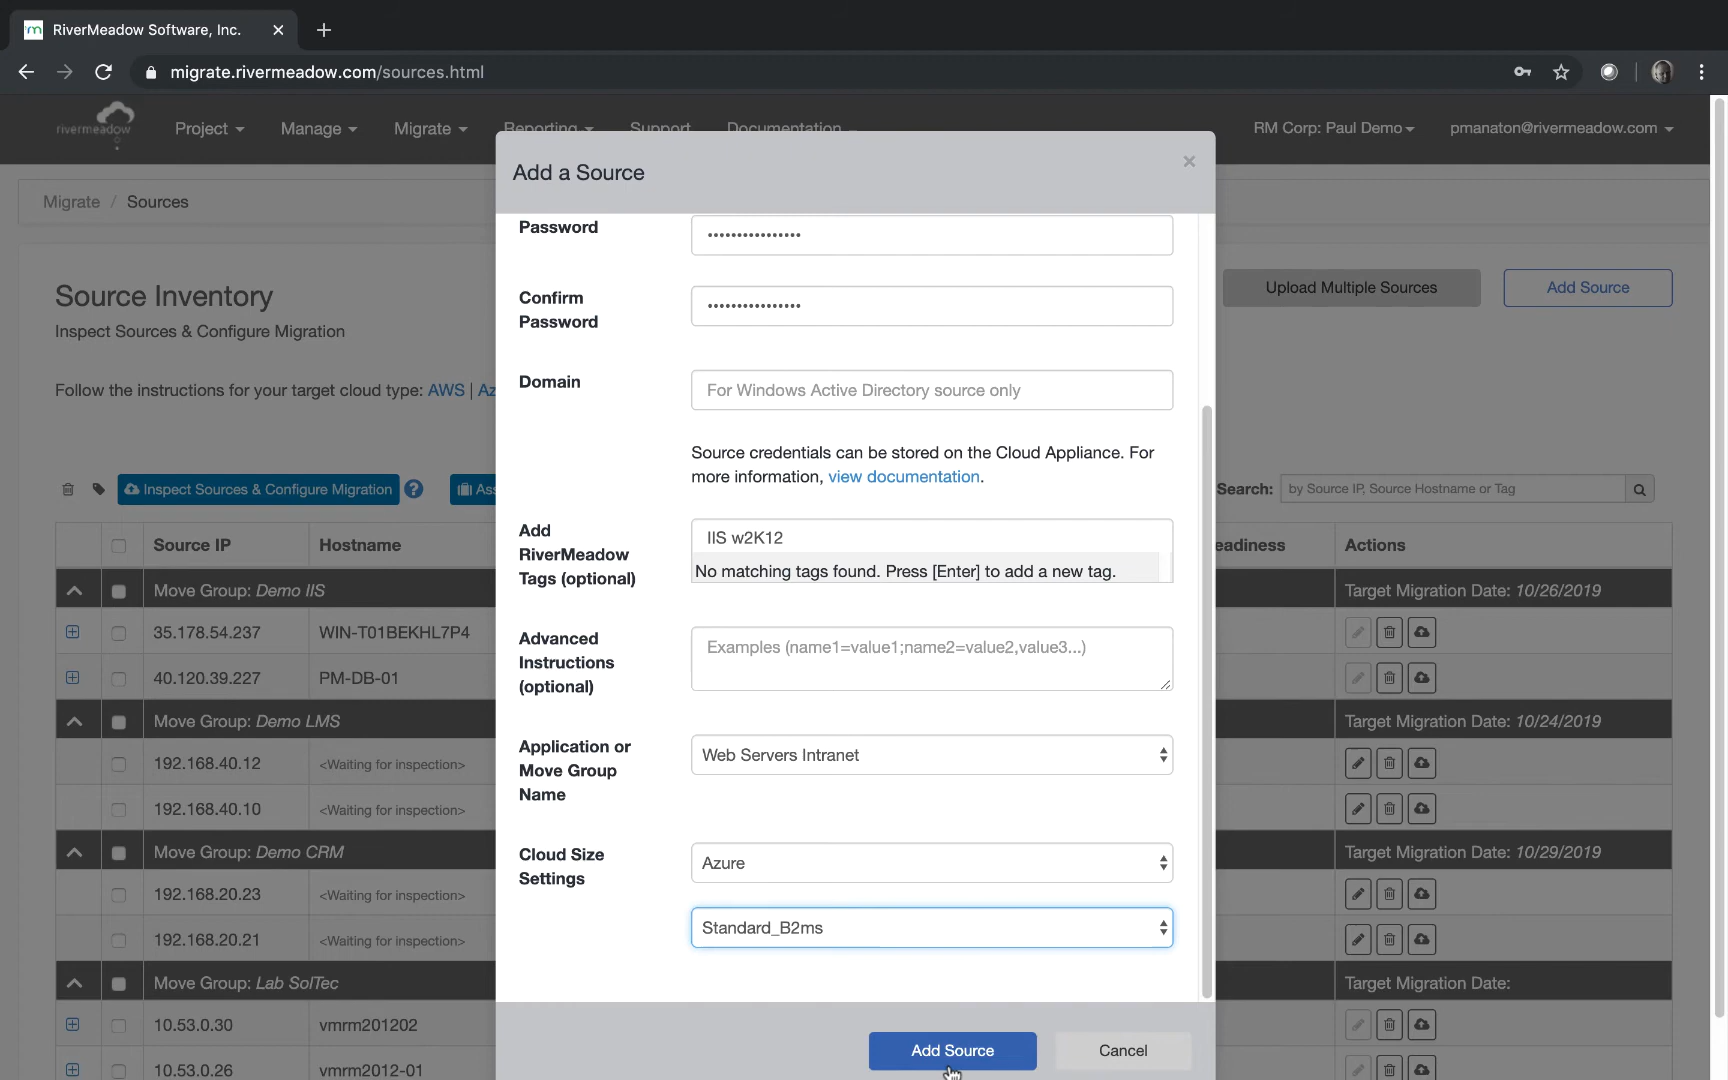 RiverMeadow Software, Inc.
migrate.rivermeadow.com/sources.html
rivermeadow
Project
Manage
Migrate
Reporting
Support
Documentation
RM Corp: Paul Demo
pmanaton@rivermeadow.com
Add a Source
Migrate / Sources
Password
••••••••••••••••
Confirm
Password
••••••••••••••••
Source Inventory
Inspect Sources & Configure Migration
Upload Multiple Sources
Add Source
Follow the instructions for your target cloud type: AWS | Az
Domain
For Windows Active Directory source only
Source credentials can be stored on the Cloud Appliance. For
more information, view documentation.
Inspect Sources & Configure Migration
?
Ass
Search:
by Source IP, Source Hostname or Tag
Add
RiverMeadow
Tags (optional)
IIS w2K12
No matching tags found. Press [Enter] to add a new tag.
Source IP
Hostname
eadiness
Actions
Move Group: Demo IIS
Target Migration Date: 10/26/2019
35.178.54.237
WIN-T01BEKHL7P4
40.120.39.227
PM-DB-01
Advanced
Instructions
(optional)
Examples (name1=value1;name2=value2,value3...)
Move Group: Demo LMS
Target Migration Date: 10/24/2019
192.168.40.12
<Waiting for inspection>
192.168.40.10
<Waiting for inspection>
Application or
Move Group
Name
Web Servers Intranet
Move Group: Demo CRM
Target Migration Date: 10/29/2019
Cloud Size
Settings
Azure
Standard_B2ms
192.168.20.23
<Waiting for inspection>
192.168.20.21
<Waiting for inspection>
Move Group: Lab SolTec
Target Migration Date:
10.53.0.30
vmrm201202
10.53.0.26
vmrm2012-01
Add Source
Cancel